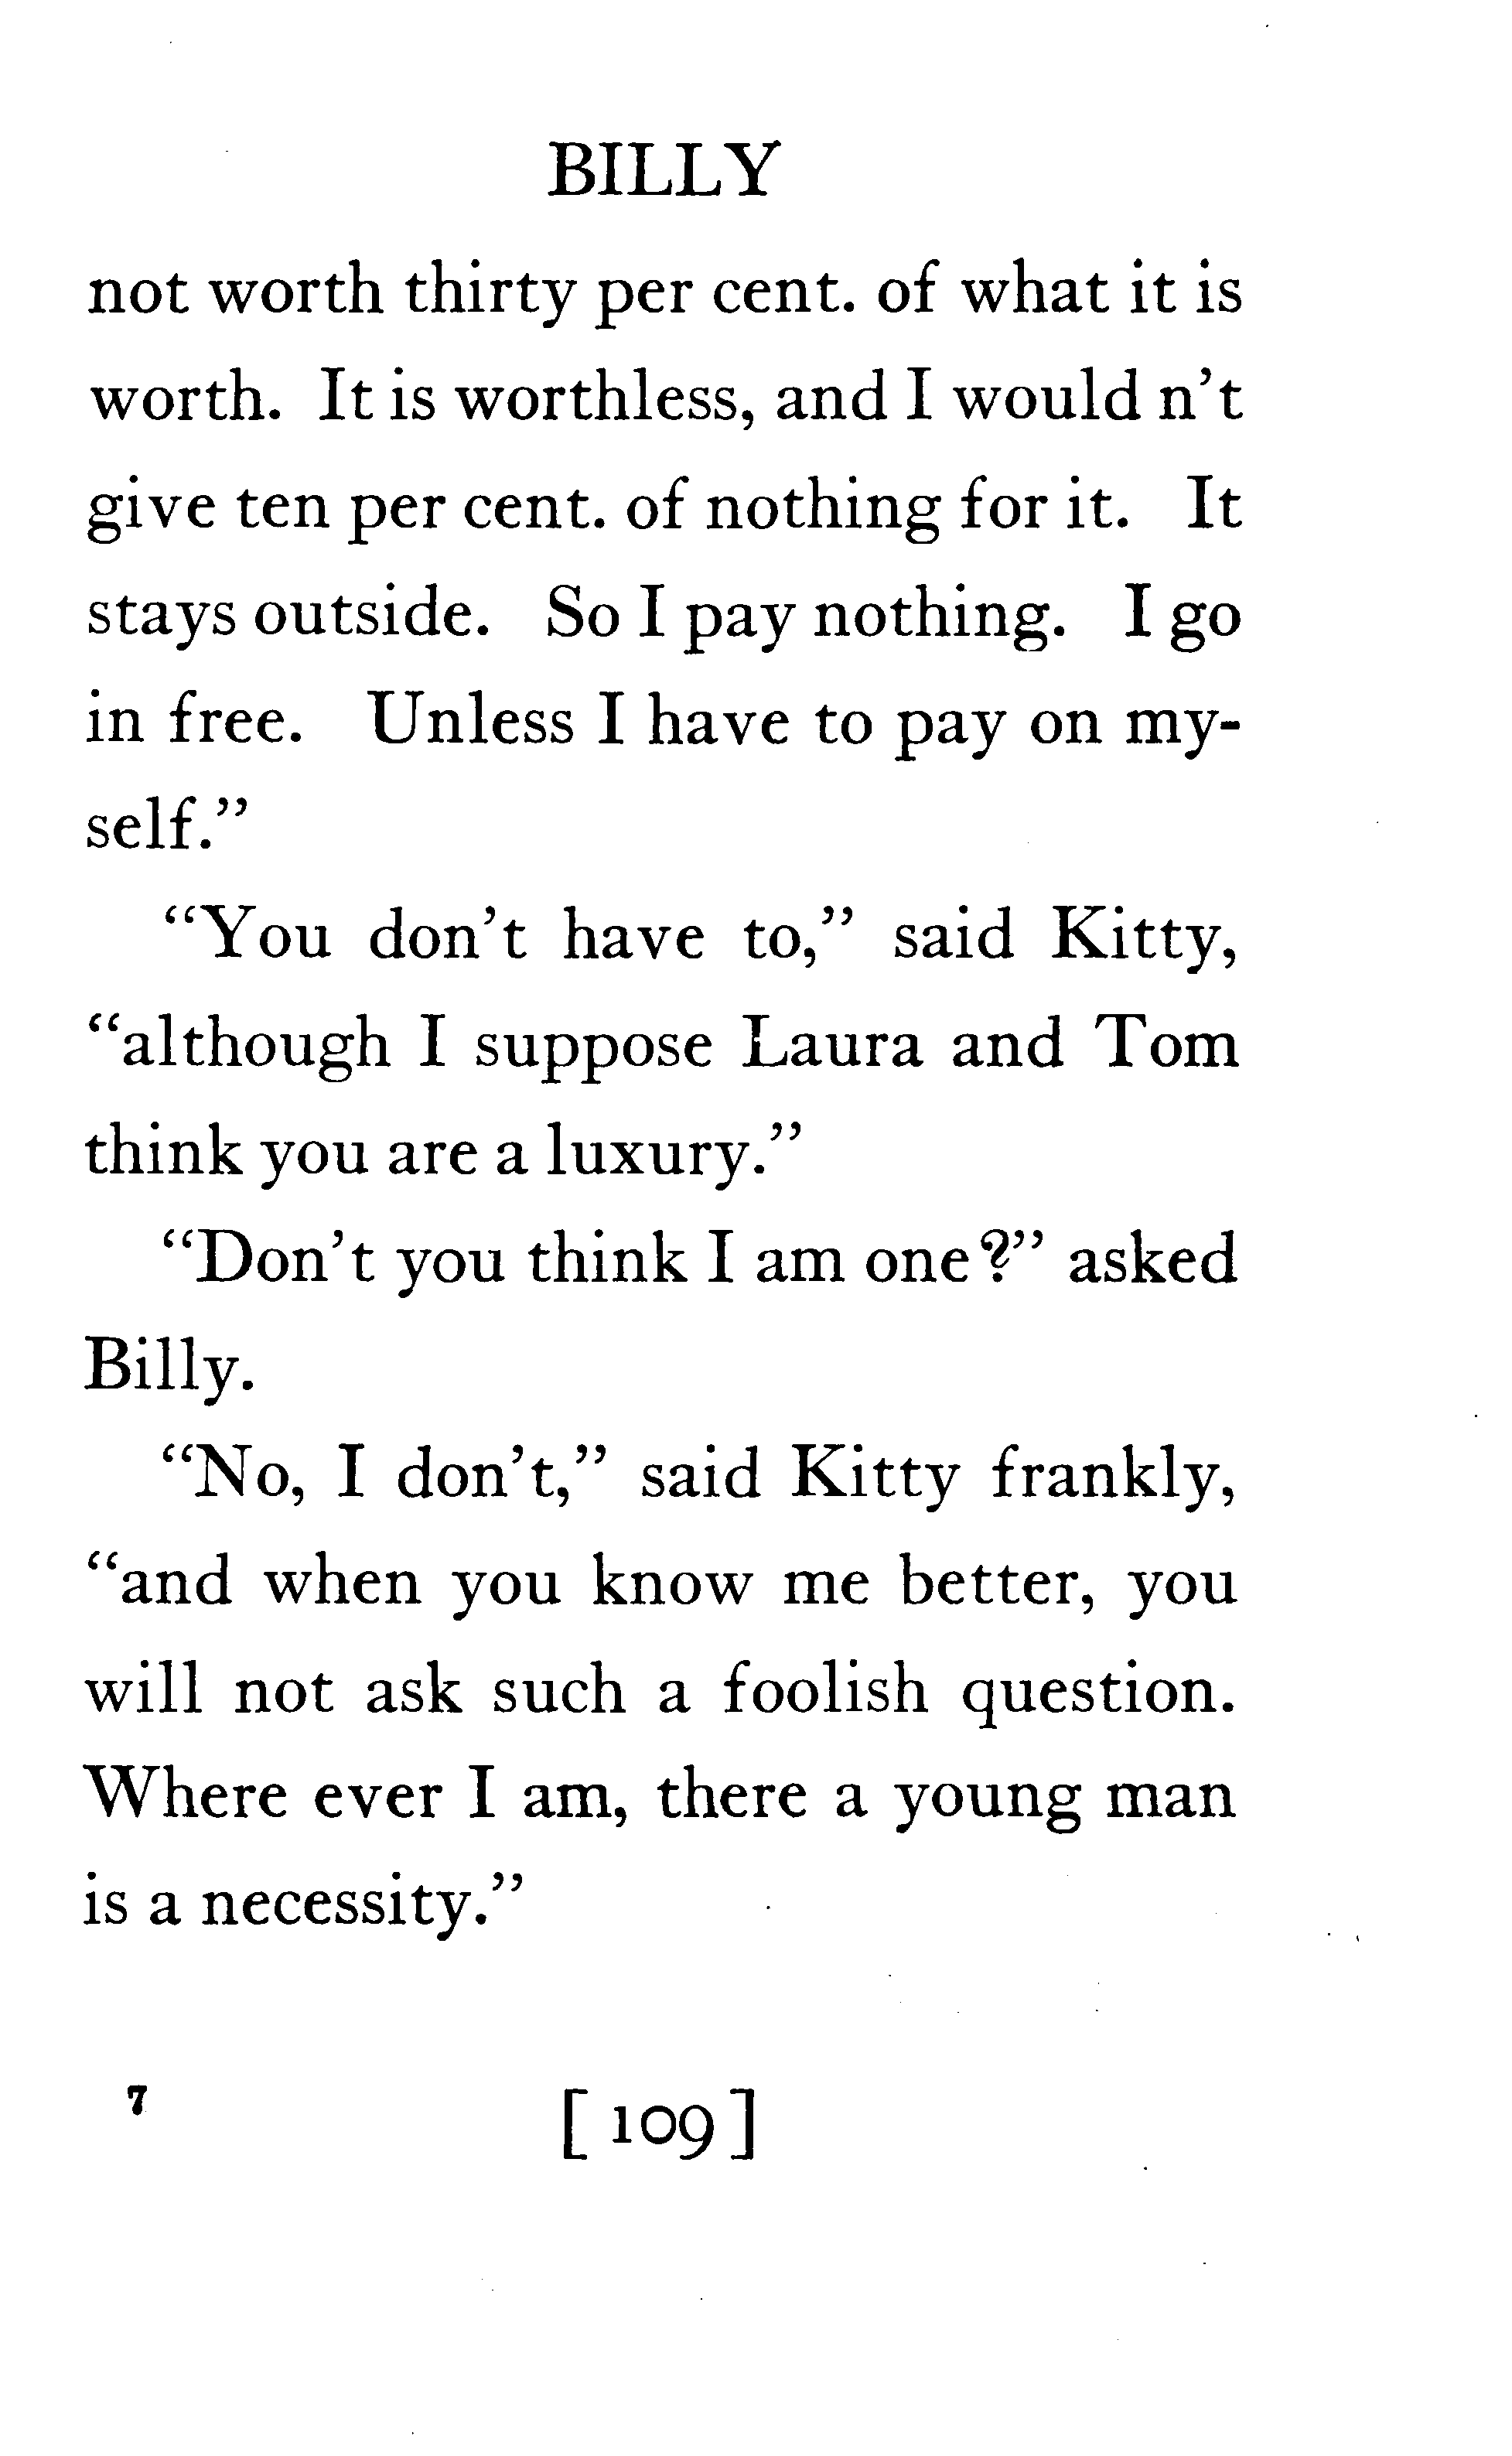 BILLY
not worth thirty per cent. of what it is
worth. It is worthless, and I would n't
give ten per cent. of nothing for it. It
stays outside. So I pay nothing. I go
in free. Unless I have to pay on my-
self.”
“You don't have to,” said Kitty,
“although I suppose Laura and Tom
think you are a luxury.”
“Don't you think I am one?” asked
Billy.
“No, I don't,” said Kitty frankly,
“and when you know me better, you
will not ask such a foolish question.
Where ever I am, there a young man
is a necessity.”
7 [ 109 ]